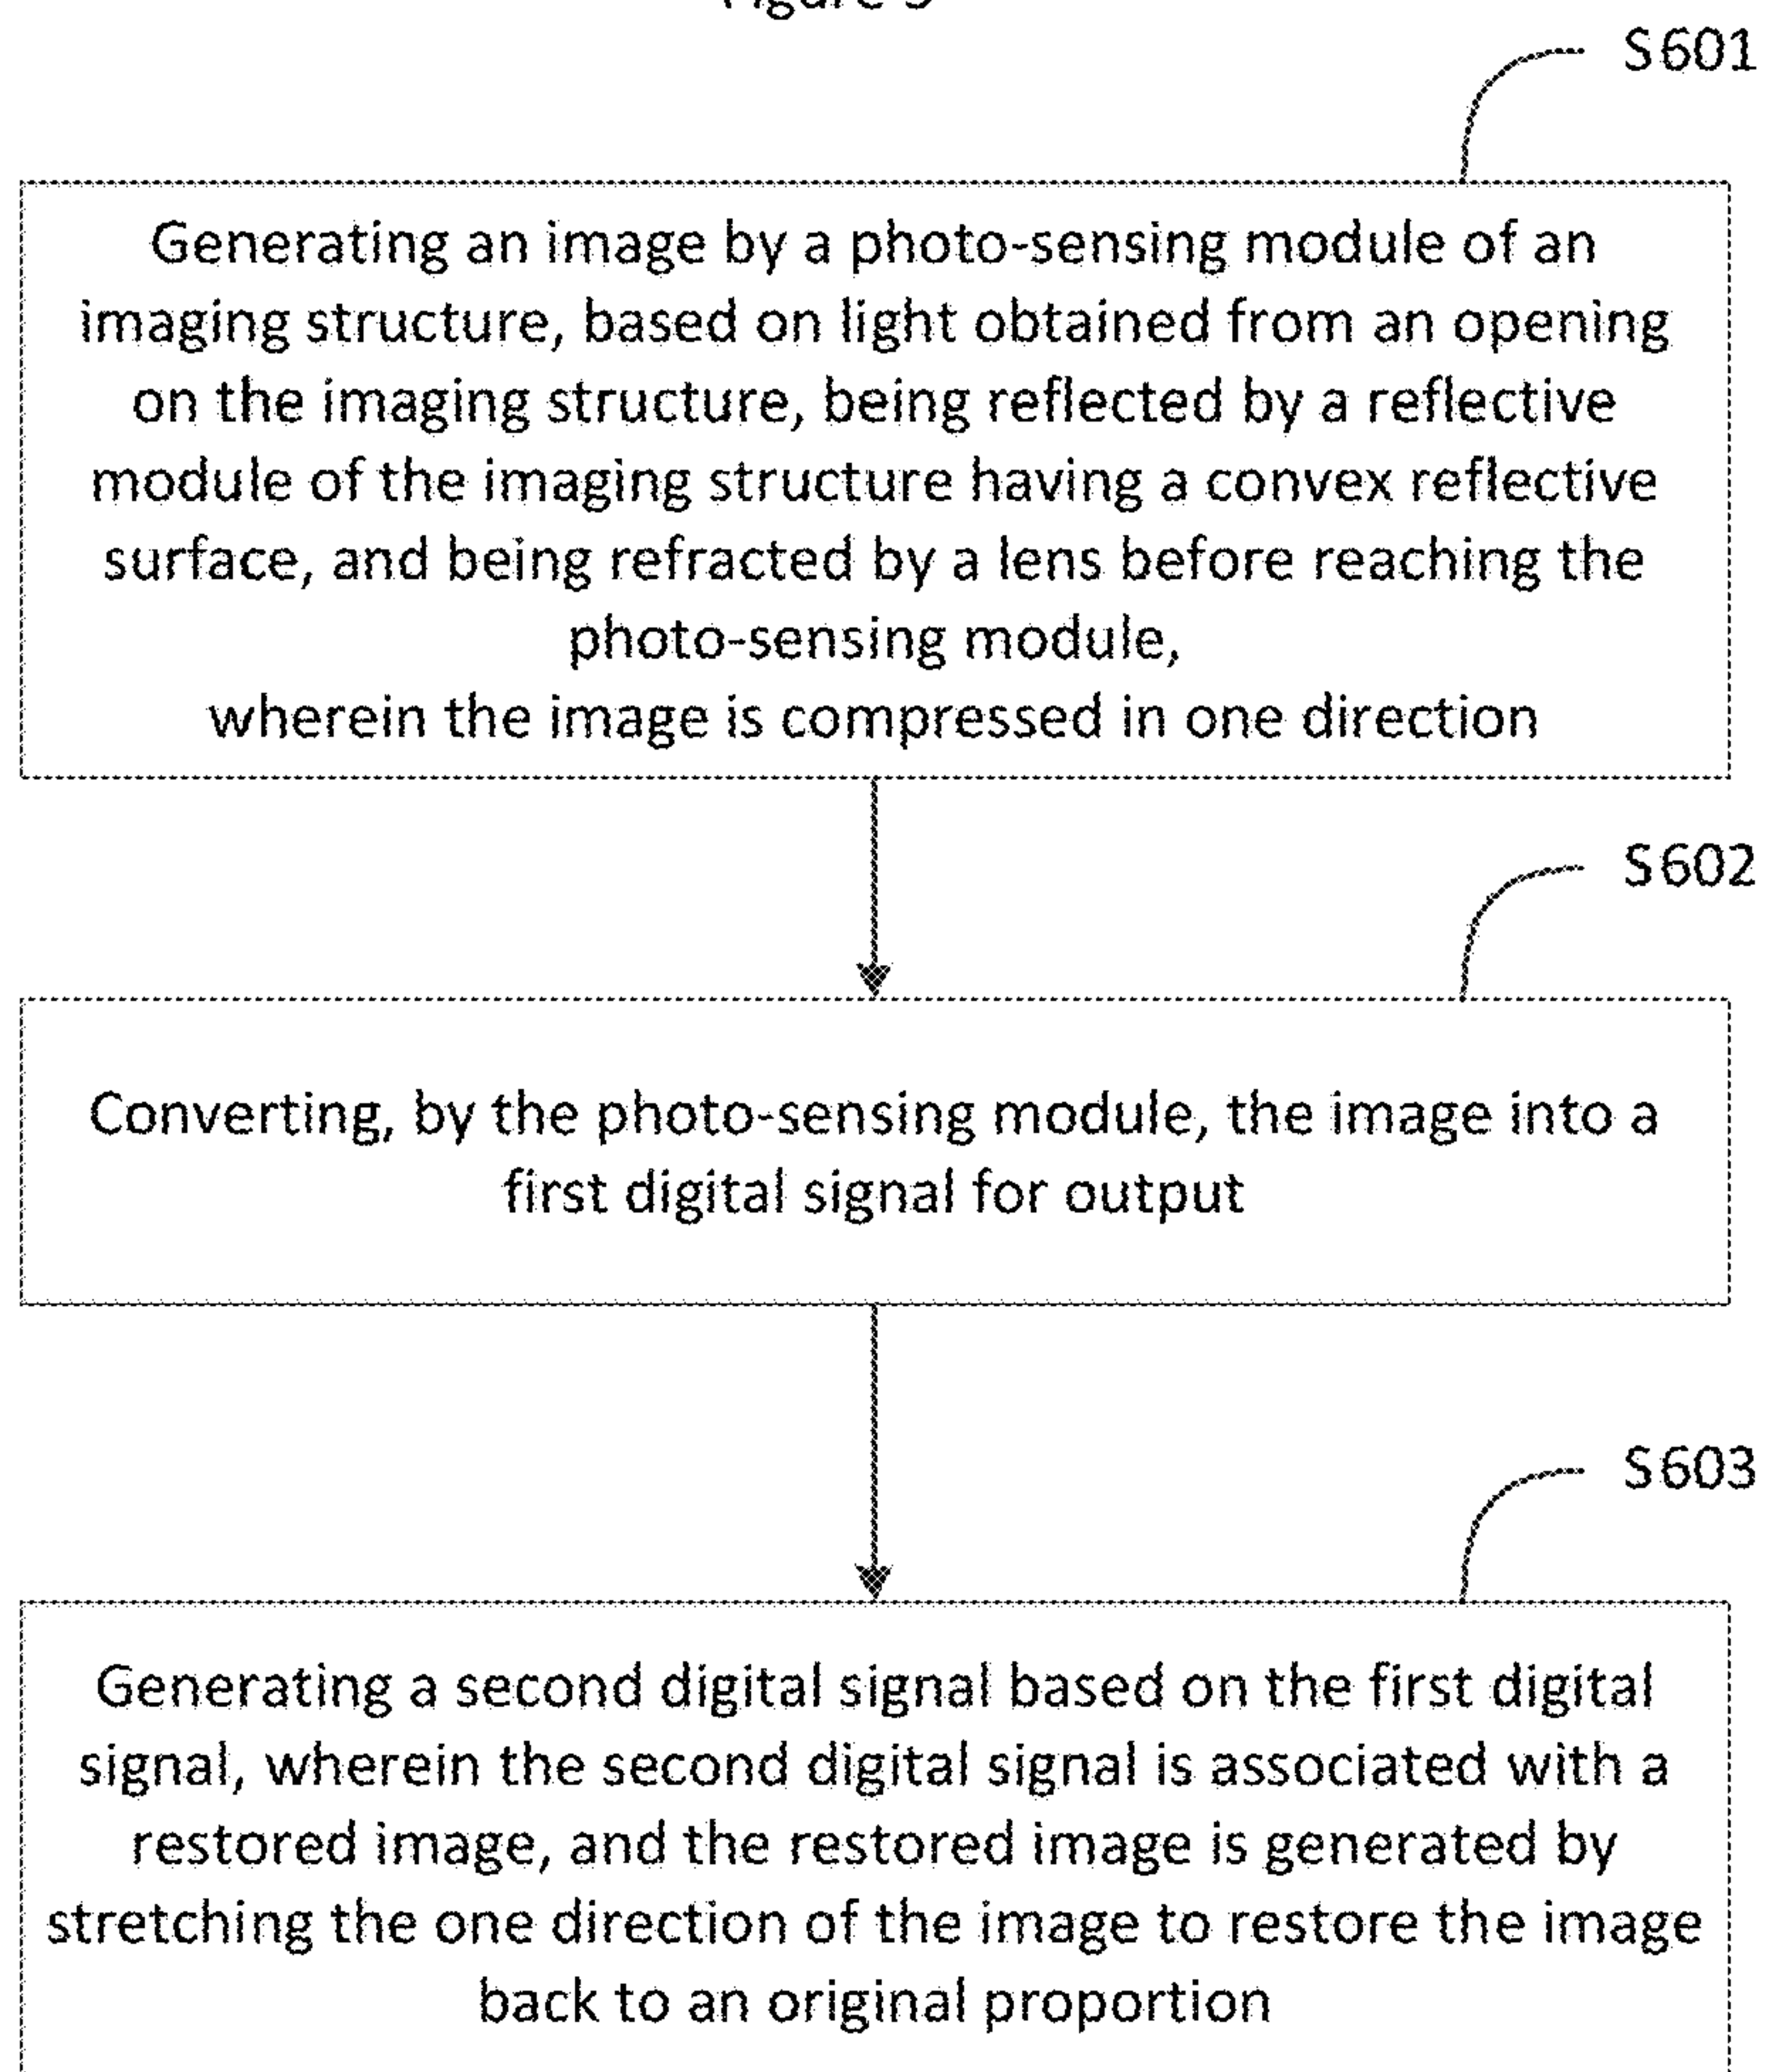 S601
Generating an image by a photo-sensing module of an
imaging structure, based on light obtained from an opening
on the imaging structure, being reflected by a reflective
module of the imaging structure having a convex reflective
surface, and being refracted by a lens before reaching the
photo-sensing module,
wherein the image is compressed in one direction
S602
Converting, by the photo-sensing module, the image into a
first digital signal for output
S603
Generating a second digital signal based on the first digital
signal, wherein the second digital signal is associated with a
restored image, and the restored image is generated by
stretching the one direction of the image to restore the image
back to an original proportion